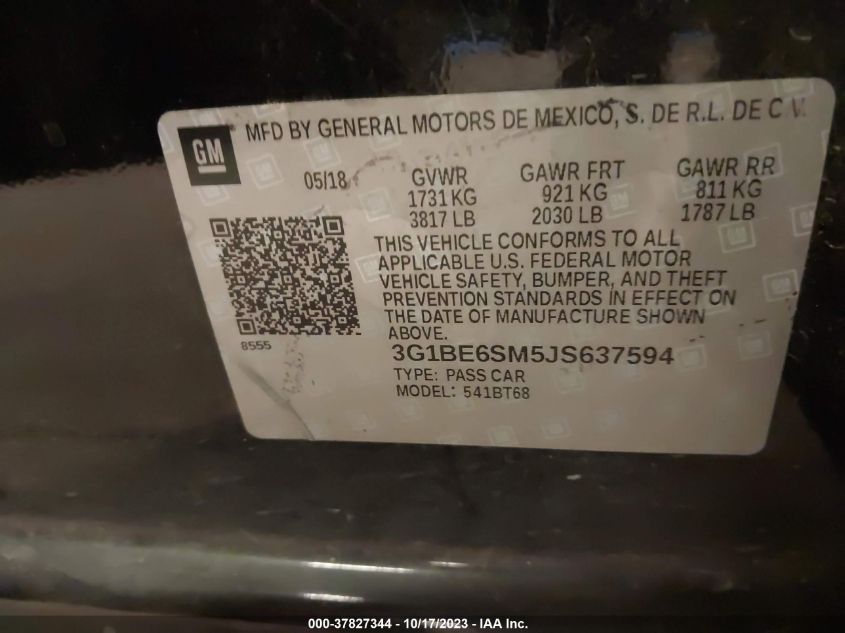 GM
MFD BY GENERAL MOTORS DE MEXICO, S. DE R.L. DE C.V.
05/18
GVWR GAWR FRT GAWR RR
1731 KG 921 KG 811 KG
3817 LB 2030 LB 1787 LB
THIS VEHICLE CONFORMS TO ALL
APPLICABLE U.S. FEDERAL MOTOR
VEHICLE SAFETY, BUMPER, AND THEFT
PREVENTION STANDARDS IN EFFECT ON
THE DATE OF MANUFACTURE SHOWN
ABOVE.
8555
3G1BE6SM5JS637594
TYPE: PASS CAR
MODEL: 541BT68
000-37827344 - 10/17/2023 - IAA Inc.